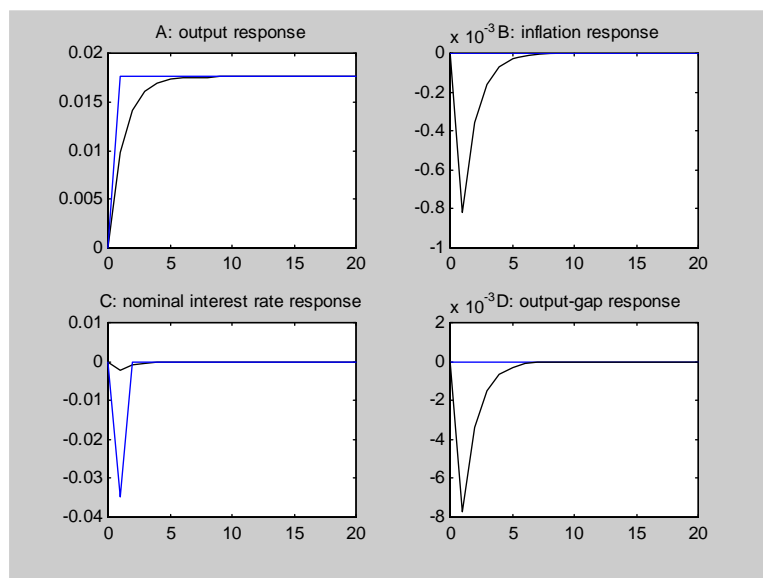 A: output response
0.02
0.015
0.01
0.005
0
0 5 10 15 20
x 10-3 B: inflation response
0
-0.2
-0.4
-0.6
-0.8
-1
0 5 10 15 20
C: nominal interest rate response
0.01
0
-0.01
-0.02
-0.03
-0.04
0 5 10 15 20
x 10-3 D: output-gap response
2
0
-2
-4
-6
-8
0 5 10 15 20